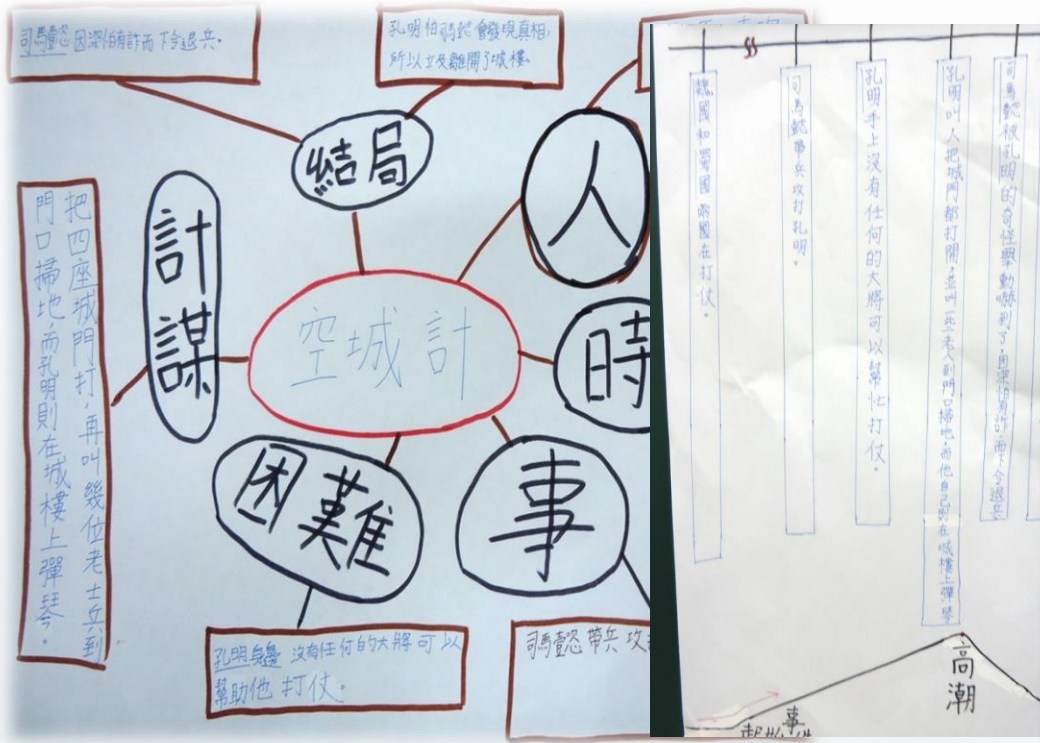 司馬懿因深怕有詐而下令退兵。
孔明怕司馬懿會發現真相,
所以立及離開了城樓。
結局
人
計謀
把四座城門打,再叫幾位老士兵到
門口掃地,而孔明則在城樓上彈琴。
空城計
時
困難
事
孔明身邊沒有任何的大將可以
幫助他打仗。
司馬懿帶兵攻
魏國和蜀國兩國在打仗。
司馬懿帶兵攻打孔明。
孔明手上沒有任何的大將可以幫忙打仗。
孔明叫人把城門都打開,並叫一些老人到門口掃地,而他自己則在城樓上彈琴
司馬懿被孔明的奇怪舉動嚇到了,因深怕有詐,而下令退兵
高潮
事